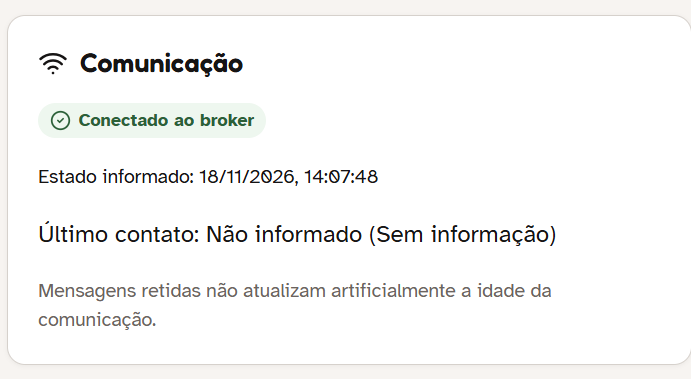 Comunicação
Conectado ao broker
Estado informado: 18/11/2026, 14:07:48
Último contato: Não informado (Sem informação)
Mensagens retidas não atualizam artificialmente a idade da
comunicação.